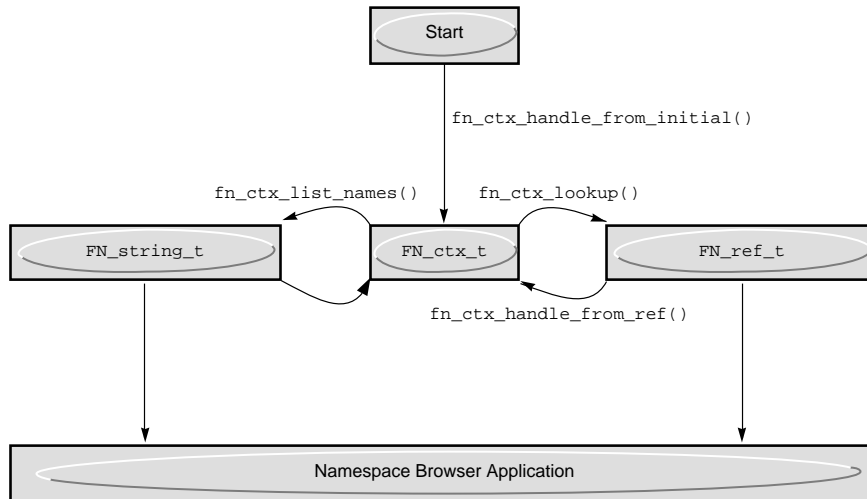 Start
fn_ctx_handle_from_initial()
fn_ctx_list_names()
fn_ctx_lookup()
FN_string_t
FN_ctx_t
FN_ref_t
fn_ctx_handle_from_ref()
Namespace Browser Application